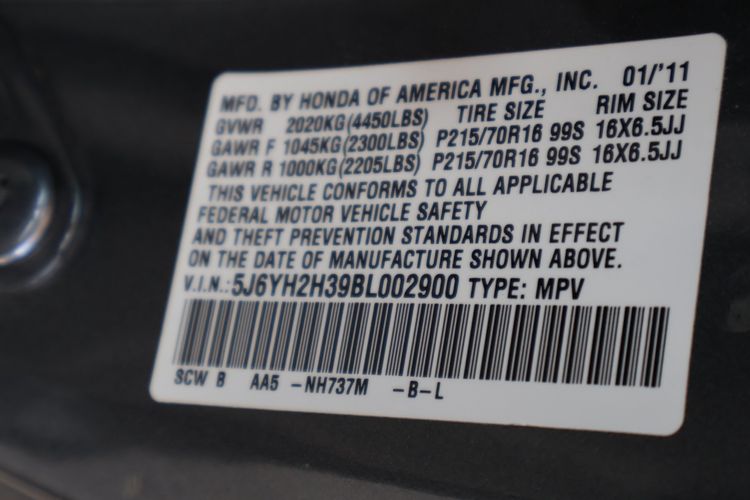 MFD. BY HONDA OF AMERICA MFG., INC. 01/'11
GVWR 2020KG(4450LBS) TIRE SIZE RIM SIZE
GAWR F 1045KG(2300LBS) P215/70R16 99S 16X6.5JJ
GAWR R 1000KG(2205LBS) P215/70R16 99S 16X6.5JJ
THIS VEHICLE CONFORMS TO ALL APPLICABLE
FEDERAL MOTOR VEHICLE SAFETY
AND THEFT PREVENTION STANDARDS IN EFFECT
ON THE DATE OF MANUFACTURE SHOWN ABOVE.
V.I.N.:5J6YH2H39BL002900 TYPE: MPV
SCW B AA5 -NH737M -B-L